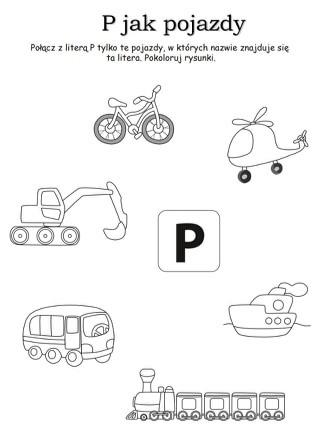 P jak pojazdy
Połącz z literą P tylko te pojazdy, w których nazwie znajduje się
ta litera. Pokoloruj rysunki.
P